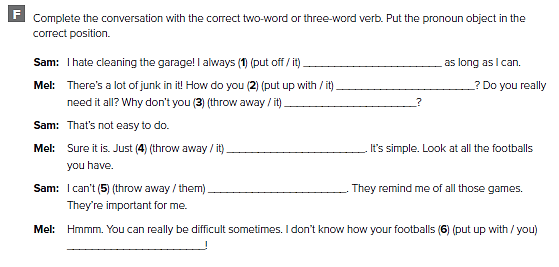 F Complete the conversation with the correct two-word or three-word verb. Put the pronoun object in the
correct position.
Sam: I hate cleaning the garage! I always (1) (put off / it) ______________________ as long as I can.
Mel: There's a lot of junk in it! How do you (2) (put up with / it) ______________________? Do you really
need it all? Why don't you (3) (throw away / it) ______________________?
Sam: That's not easy to do.
Mel: Sure it is. Just (4) (throw away / it) ______________________. It's simple. Look at all the footballs
you have.
Sam: I can't (5) (throw away / them) ______________________. They remind me of all those games.
They're important for me.
Mel: Hmmm. You can really be difficult sometimes. I don't know how your footballs (6) (put up with / you)
______________________!